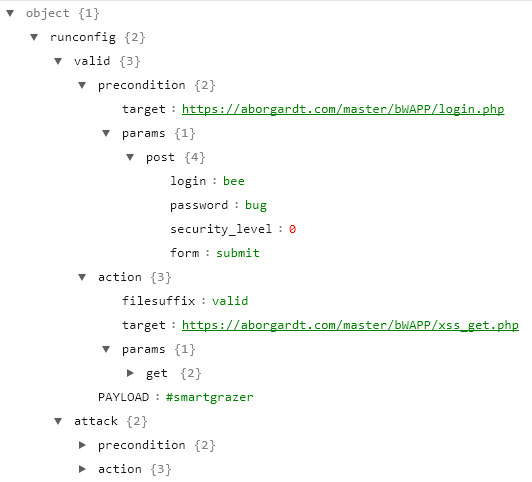 object {1}
runconfig {2}
valid {3}
precondition {2}
target : https://aborgardt.com/master/bWAPP/login.php
params {1}
post {4}
login : bee
password : bug
security_level : 0
form : submit
action {3}
filesuffix : valid
target : https://aborgardt.com/master/bWAPP/xss_get.php
params {1}
get {2}
PAYLOAD : #smartgrazer
attack {2}
precondition {2}
action {3}